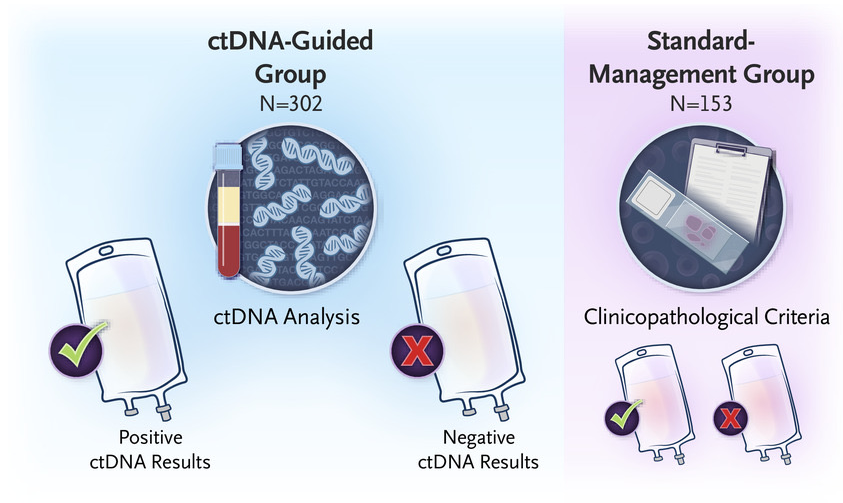 ctDNA-Guided
Group
N=302
Standard-
Management Group
N=153
ctDNA Analysis
Clinicopathological Criteria
Positive
ctDNA Results
Negative
ctDNA Results